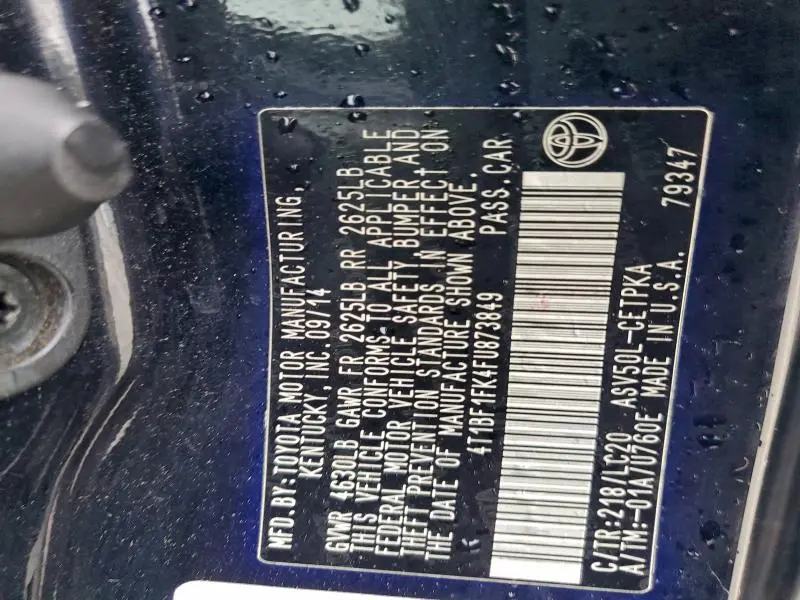 MFD.BY:TOYOTA MOTOR MANUFACTURING,
KENTUCKY, INC. 09/14
GVWR 4630LB GAWR FR 2625LB RR 2625LB
THIS VEHICLE CONFORMS TO ALL APPLICABLE
FEDERAL MOTOR VEHICLE SAFETY BUMPER AND
THEFT PREVENTION STANDARDS IN EFFECT ON
THE DATE OF MANUFACTURE SHOWN ABOVE.
4T1BF1FK4FU873849 PASS.CAR
C/TR:218/LC20 ASV50L-CETPKA 79347
A/TM:-01A/U760E MADE IN U.S.A.